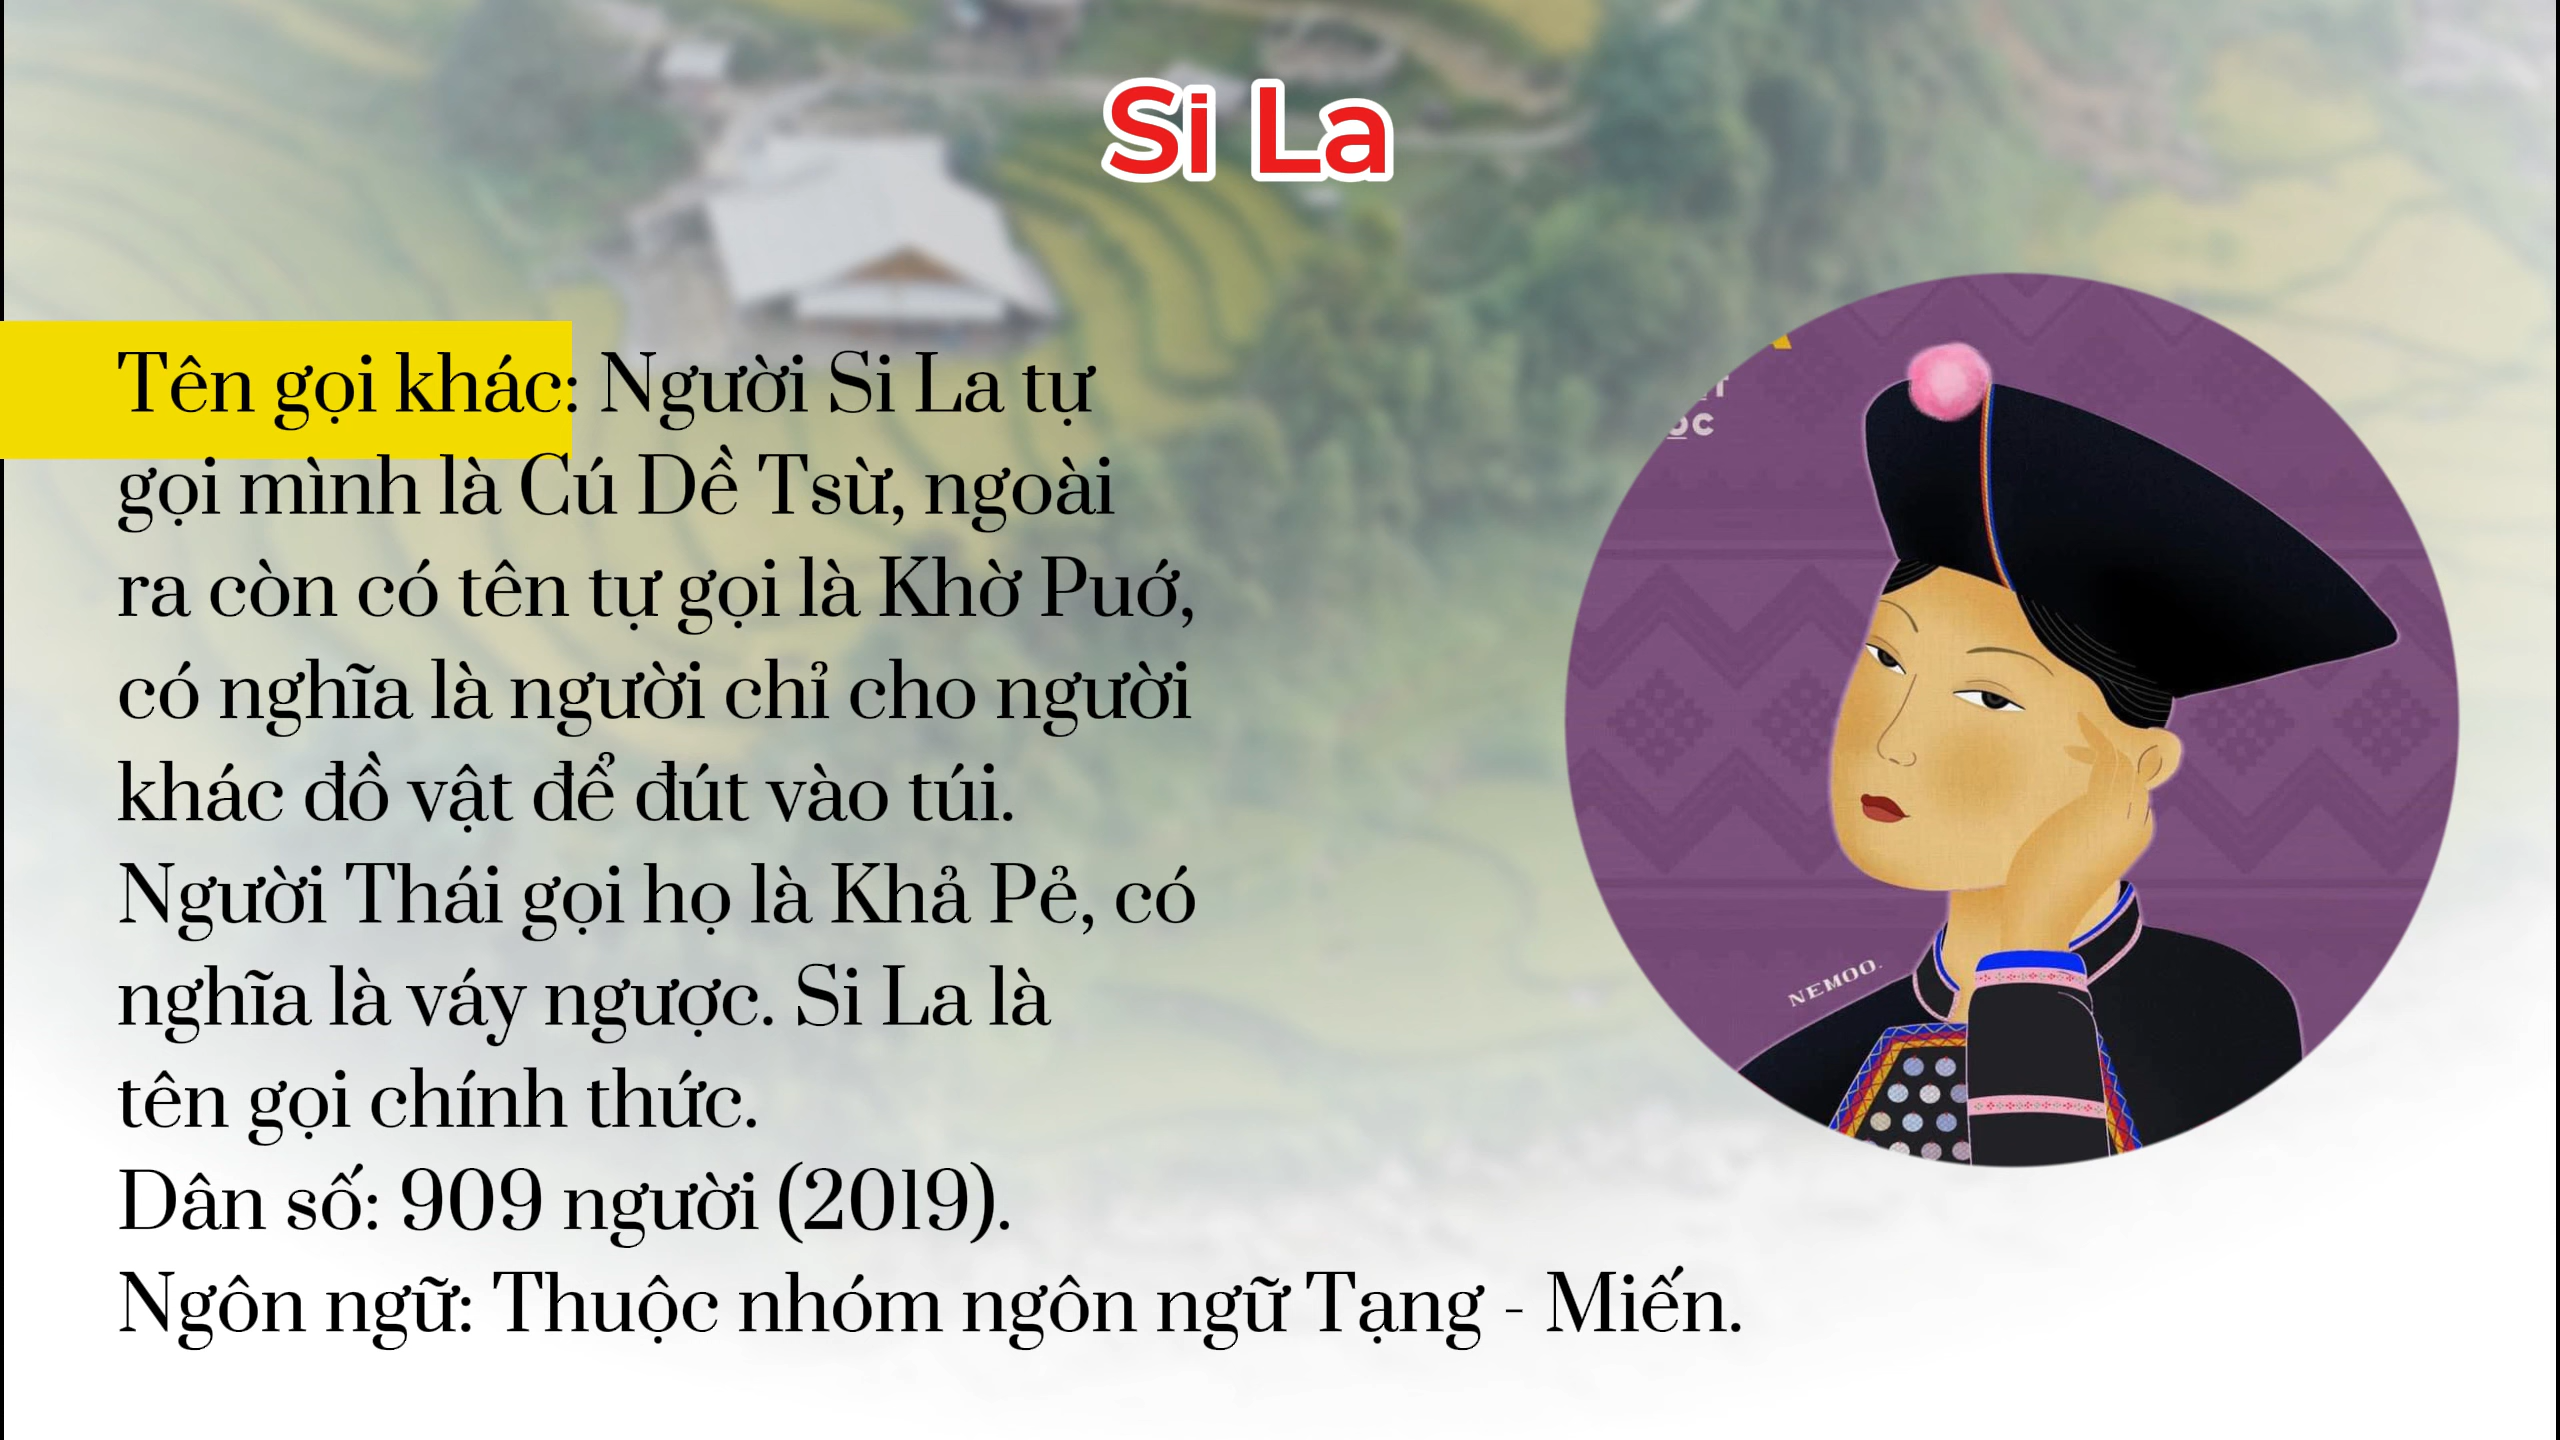 Si La
Tên gọi khác: Người Si La tự
gọi mình là Cú Dề Tsừ, ngoài
ra còn có tên tự gọi là Khờ Puớ,
có nghĩa là người chỉ cho người
khác đồ vật để đút vào túi.
Người Thái gọi họ là Khả Pẻ, có
nghĩa là váy ngược. Si La là
tên gọi chính thức.
Dân số: 909 người (2019).
Ngôn ngữ: Thuộc nhóm ngôn ngữ Tạng - Miến.
NEMOO.